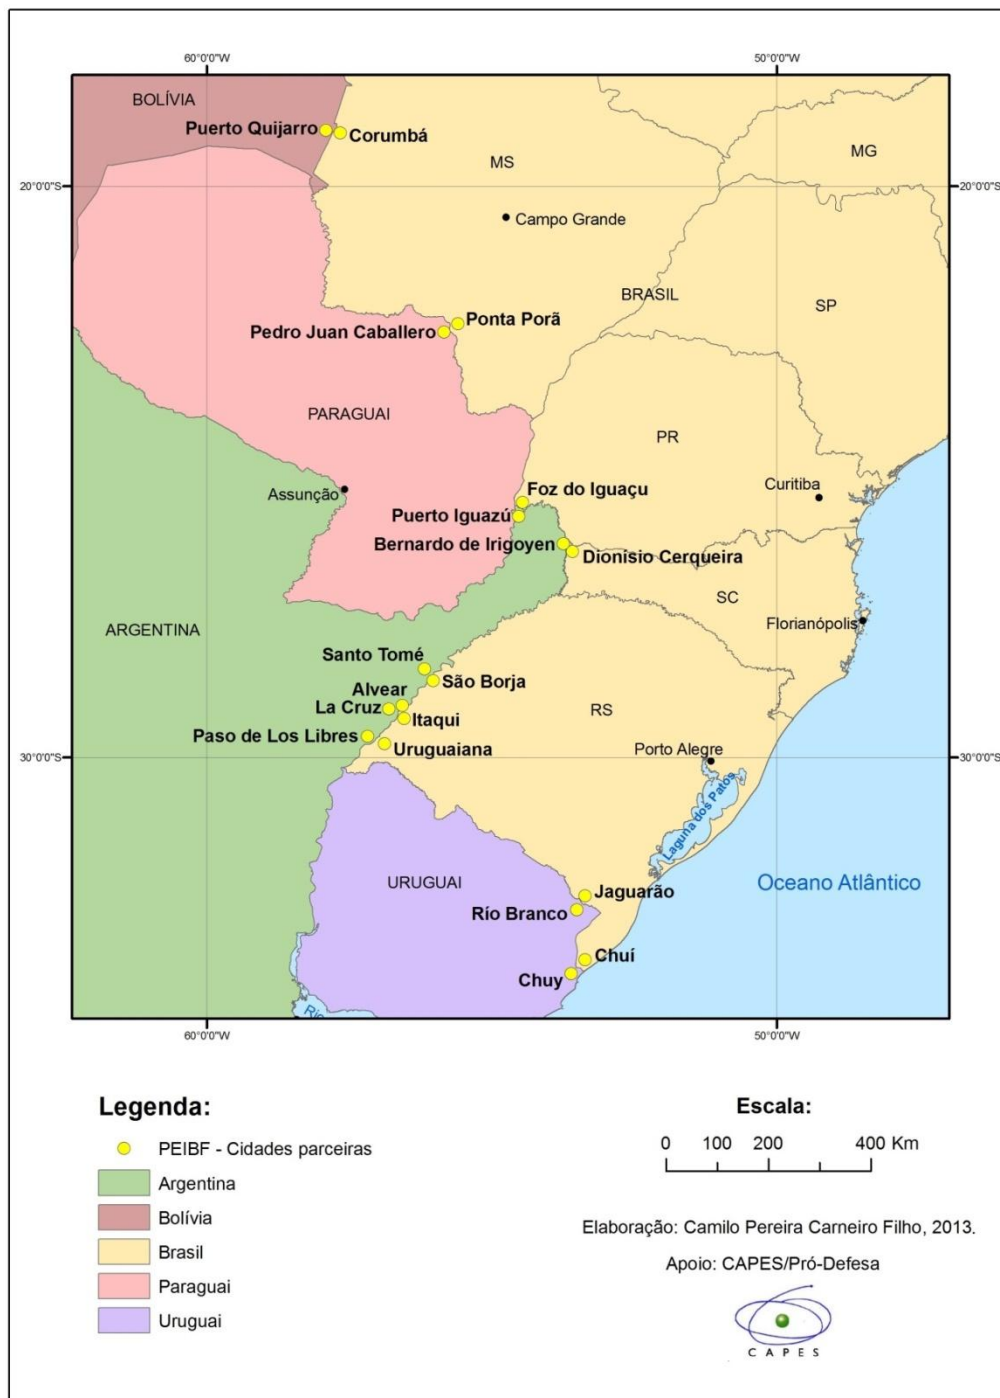 60°0'0"W
50°0'0"W
BOLÍVIA
Puerto Quijarro
Corumbá
MS
MG
20°0'0"S
20°0'0"S
Campo Grande
BRASIL
SP
Ponta Porã
Pedro Juan Caballero
PARAGUAI
PR
Assunção
Foz do Iguaçu
Curitiba
Puerto Iguazú
Bernardo de Irigoyen
Dionísio Cerqueira
SC
ARGENTINA
Florianópolis
Santo Tomé
São Borja
Alvear
La Cruz
Itaqui
RS
Paso de Los Libres
Uruguaiana
Porto Alegre
30°0'0"S
30°0'0"S
Laguna dos Patos
URUGUAI
Oceano Atlântico
Jaguarão
Río Branco
Chuí
Chuy
60°0'0"W
50°0'0"W
Legenda:
PEIBF - Cidades parceiras
Argentina
Bolívia
Brasil
Paraguai
Uruguai
Escala:
0 100 200 400 Km
Elaboração: Camilo Pereira Carneiro Filho, 2013.
Apoio: CAPES/Pró-Defesa
CAPES